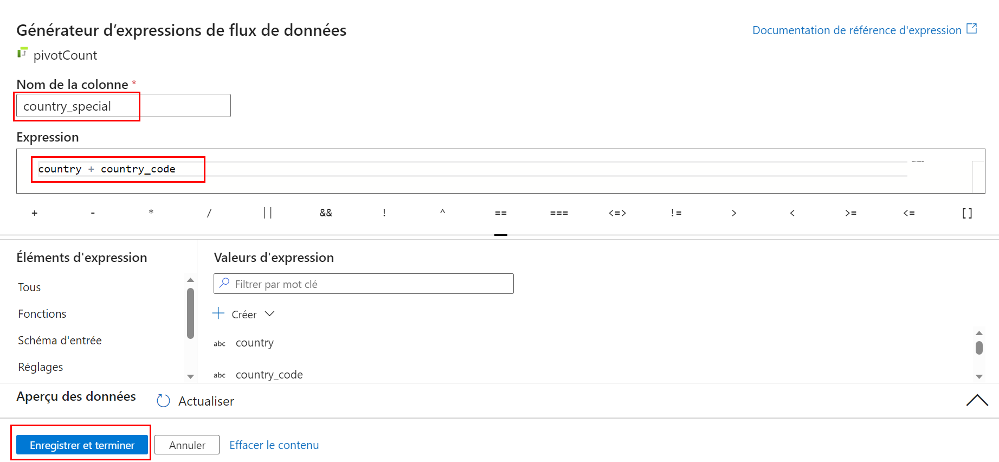 Générateur d’expressions de flux de données
Documentation de référence d'expression
pivotCount
Nom de la colonne *
country_special
Expression
country + country_code
+ - * / || && ! ^ == === <=> != > < >= <= []
Éléments d'expression
Valeurs d'expression
Tous
Fonctions
Schéma d'entrée
Réglages
Filtrer par mot clé
Créer
abc country
abc country_code
Aperçu des données
Actualiser
Enregistrer et terminer
Annuler
Effacer le contenu